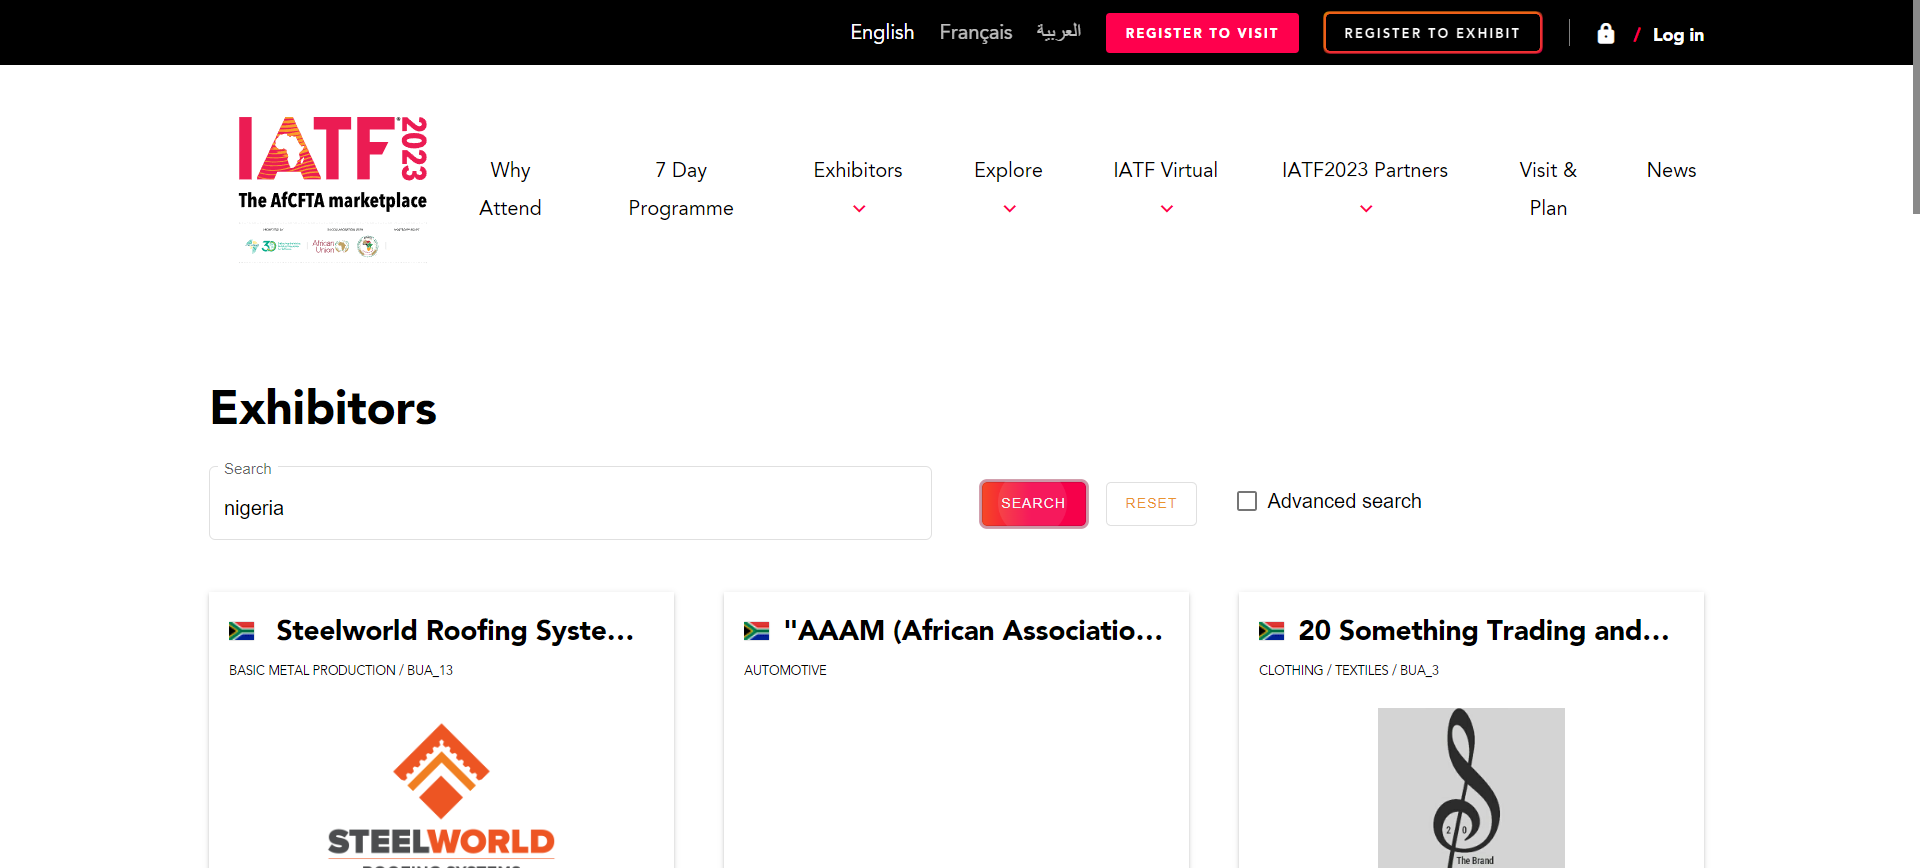 English Français العربية REGISTER TO VISIT REGISTER TO EXHIBIT / Log in
IATF 2023
The AfCFTA marketplace
African
Union
Why
Attend
7 Day
Programme
Exhibitors
Explore
IATF Virtual
IATF2023 Partners
Visit &
Plan
News
Exhibitors
Search
nigeria
SEARCH RESET Advanced search
Steelworld Roofing Syste...
BASIC METAL PRODUCTION / BUA_13
STEELWORLD
ROOFING SYSTEMS
"AAAM (African Associatio...
AUTOMOTIVE
20 Something Trading and...
CLOTHING / TEXTILES / BUA_3
2 0
The Brand